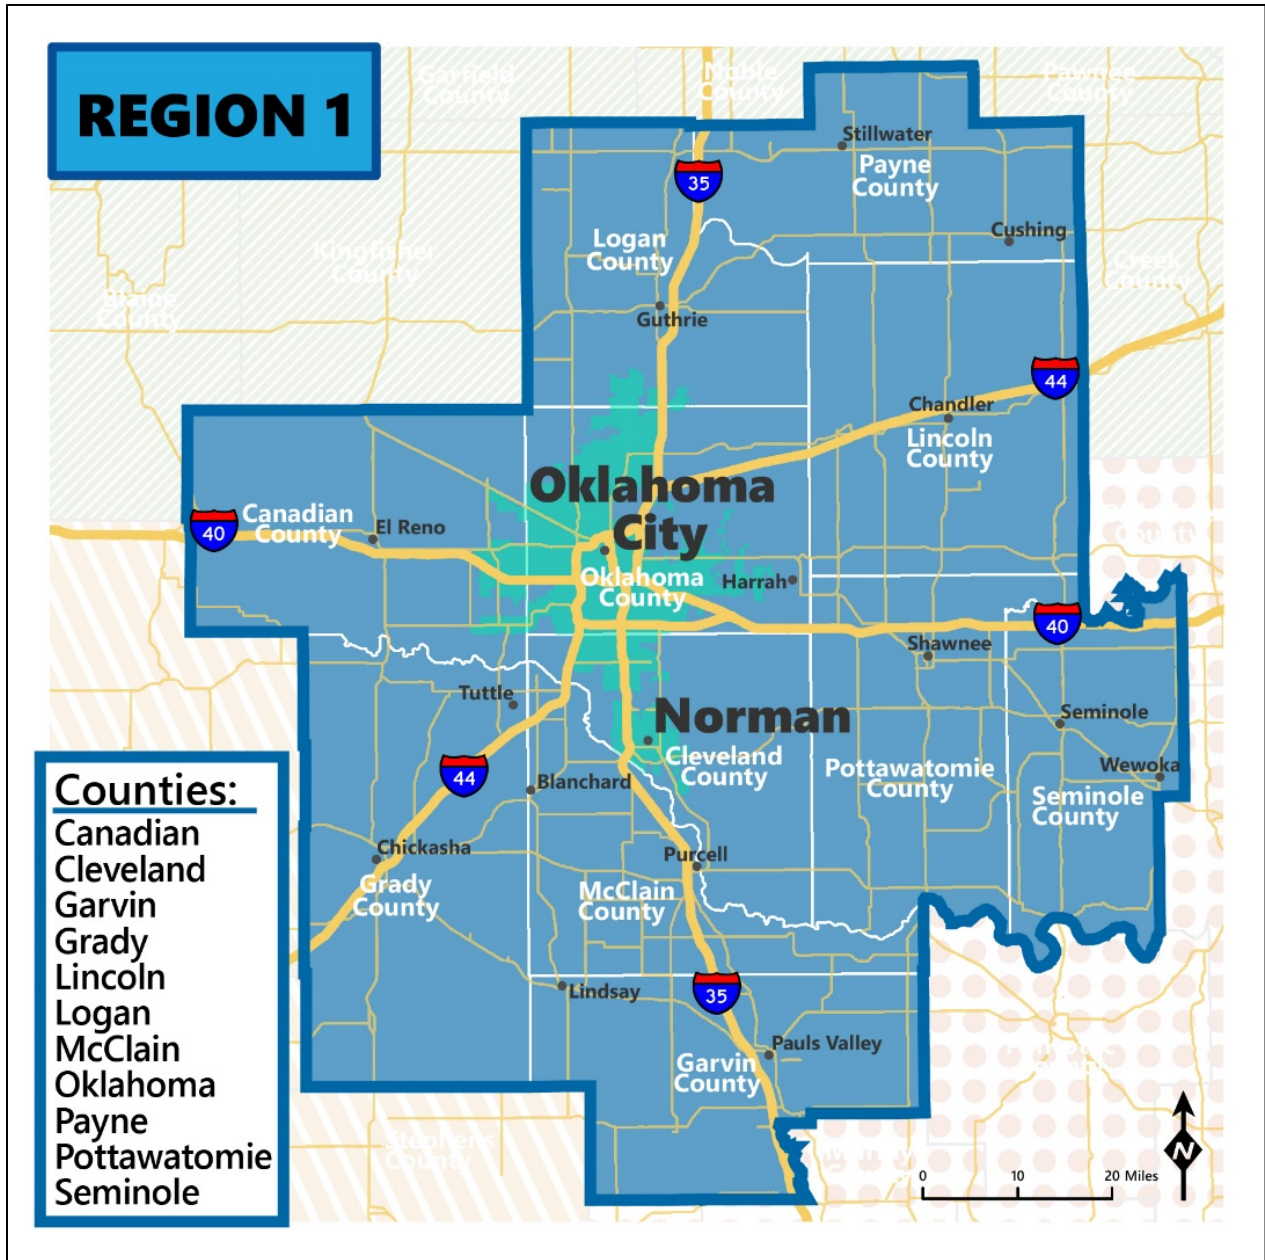 REGION 1
Garfield
County
Noble
County
Pawnee
County
Stillwater
Payne
County
35
Cushing
Logan
County
Kingfisher
County
Creek
County
Blaine
County
Guthrie
44
Chandler
Lincoln
County
Oklahoma
City
Canadian
County
El Reno
40
County
Oklahoma
County
Harrah
40
Shawnee
Tuttle
Norman
Seminole
Cleveland
County
Wewoka
44
Blanchard
Pottawatomie
County
Seminole
County
Counties:
Canadian
Cleveland
Garvin
Grady
Lincoln
Logan
McClain
Oklahoma
Payne
Pottawatomie
Seminole
Chickasha
Purcell
Grady
County
McClain
County
Lindsay
35
Pauls Valley
Garvin
County
Stephens
County
Murray
N
0 10 20 Miles